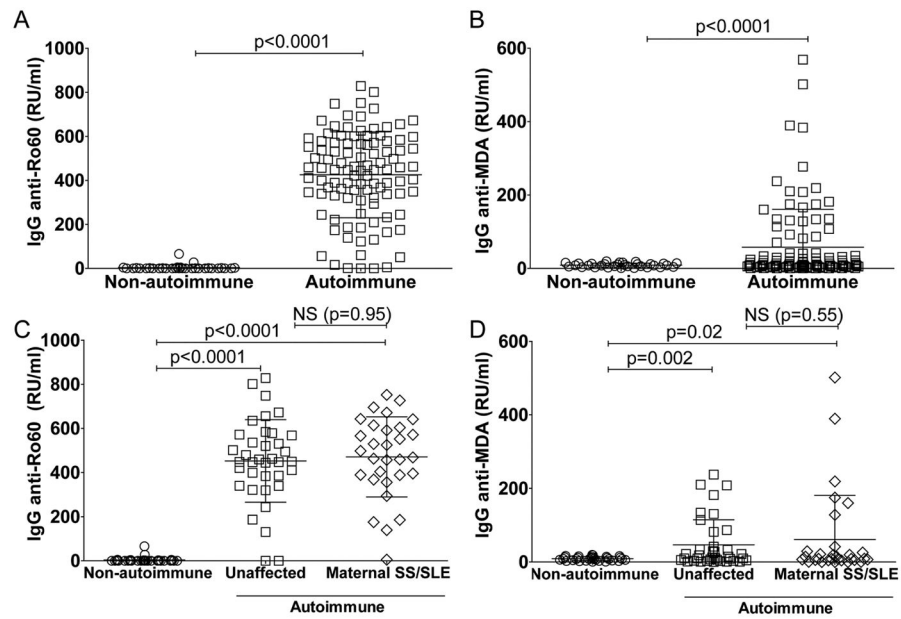 A
IgG anti-Ro60 (RU/ml)
1000
800
600
400
200
0
p<0.0001
Non-autoimmune
Autoimmune
B
IgG anti-MDA (RU/ml)
600
400
200
0
p<0.0001
Non-autoimmune
Autoimmune
C
IgG anti-Ro60 (RU/ml)
1000
800
600
400
200
0
NS (p=0.95)
p<0.0001
p<0.0001
Non-autoimmune
Unaffected
Maternal SS/SLE
Autoimmune
D
IgG anti-MDA (RU/ml)
600
400
200
0
NS (p=0.55)
p=0.02
p=0.002
Non-autoimmune
Unaffected
Maternal SS/SLE
Autoimmune